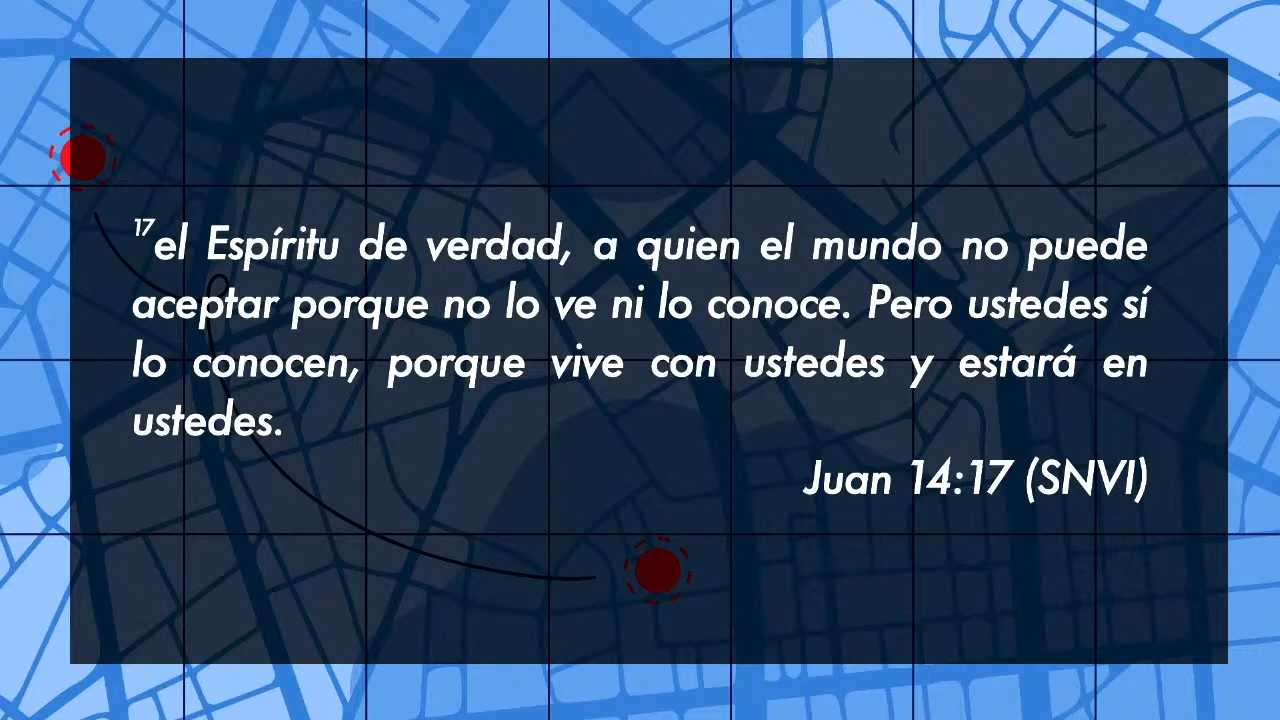 17el Espíritu de verdad, a quien el mundo no puede
aceptar porque no lo ve ni lo conoce. Pero ustedes sí
lo conocen, porque vive con ustedes y estará en
ustedes.
Juan 14:17 (SNVI)